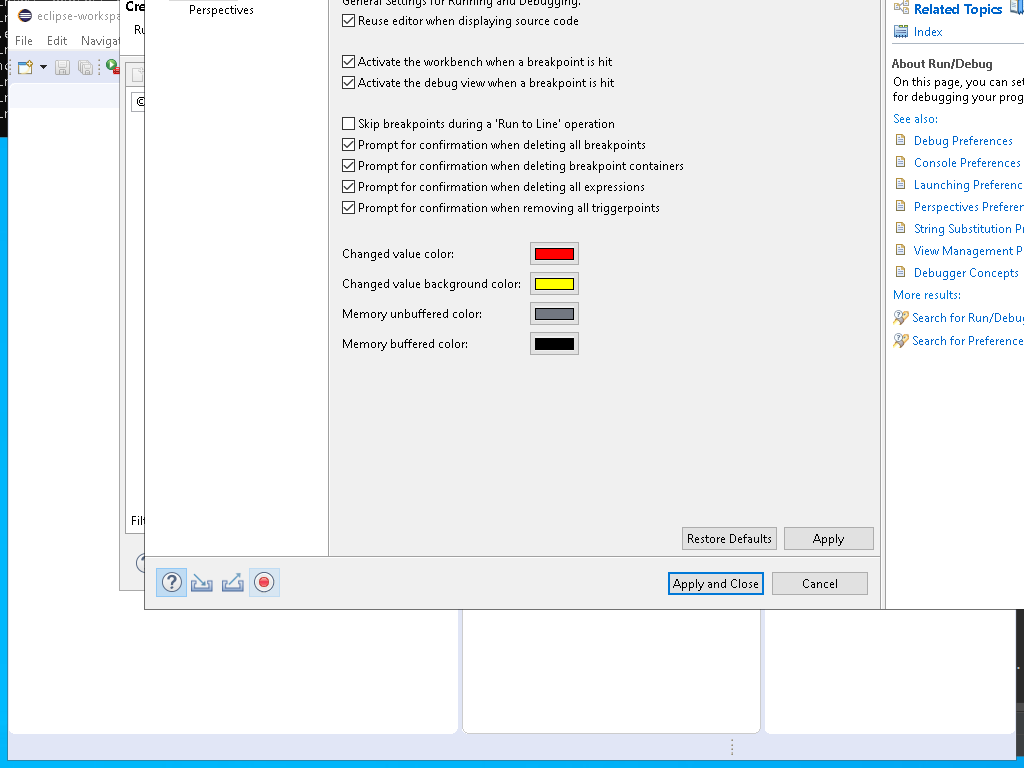 eclipse-workspa
File Edit Navigat
Cre
Ru
Filt
Perspectives
General Settings for Running and Debugging.
Reuse editor when displaying source code
Activate the workbench when a breakpoint is hit
Activate the debug view when a breakpoint is hit
Skip breakpoints during a 'Run to Line' operation
Prompt for confirmation when deleting all breakpoints
Prompt for confirmation when deleting breakpoint containers
Prompt for confirmation when deleting all expressions
Prompt for confirmation when removing all triggerpoints
Changed value color:
Changed value background color:
Memory unbuffered color:
Memory buffered color:
Restore Defaults Apply
Apply and Close Cancel
Related Topics
Index
About Run/Debug
On this page, you can set
for debugging your prog
See also:
Debug Preferences
Console Preferences
Launching Preferenc
Perspectives Preferen
String Substitution Pr
View Management P
Debugger Concepts
More results:
Search for Run/Debug
Search for Preference